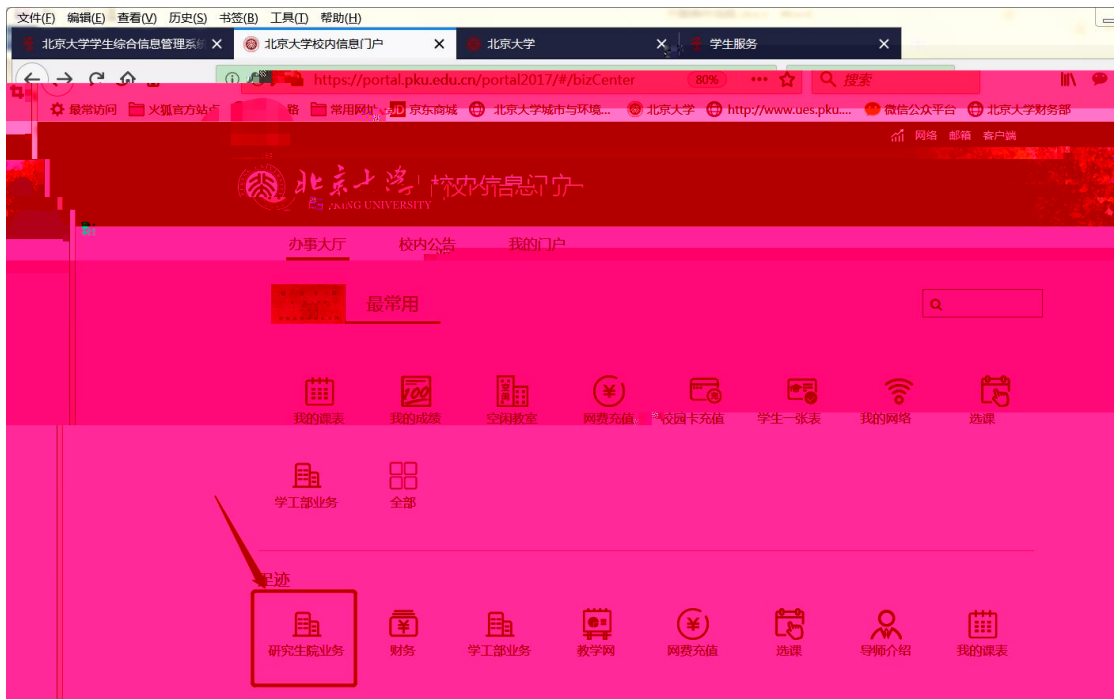 文件(F) 编辑(E) 查看(V) 历史(S) 书签(B) 工具(T) 帮助(H)
北京大学学生综合信息管理系统 北京大学校内信息门户 北京大学 学生服务
https://portal.pku.edu.cn/portal2017/#/bizCenter 80% 搜索
最常访问 火狐官方站点 常用网址 JD 京东商城 北京大学城市与环境... 北京大学 http://www.ues.pku.... 微信公众平台 北京大学财务部
网络 邮箱 客户端
北京大学 校内信息门户
UNIVERSITY
办事大厅 校内公告 我的门户
最常用
我的课表 我的成绩 空闲教室 网费充值 校园卡充值 学生一张表 我的网络 选课
学工部业务 全部
足迹
研究生院业务 财务 学工部业务 教学网 网费充值 选课 导师介绍 我的课表